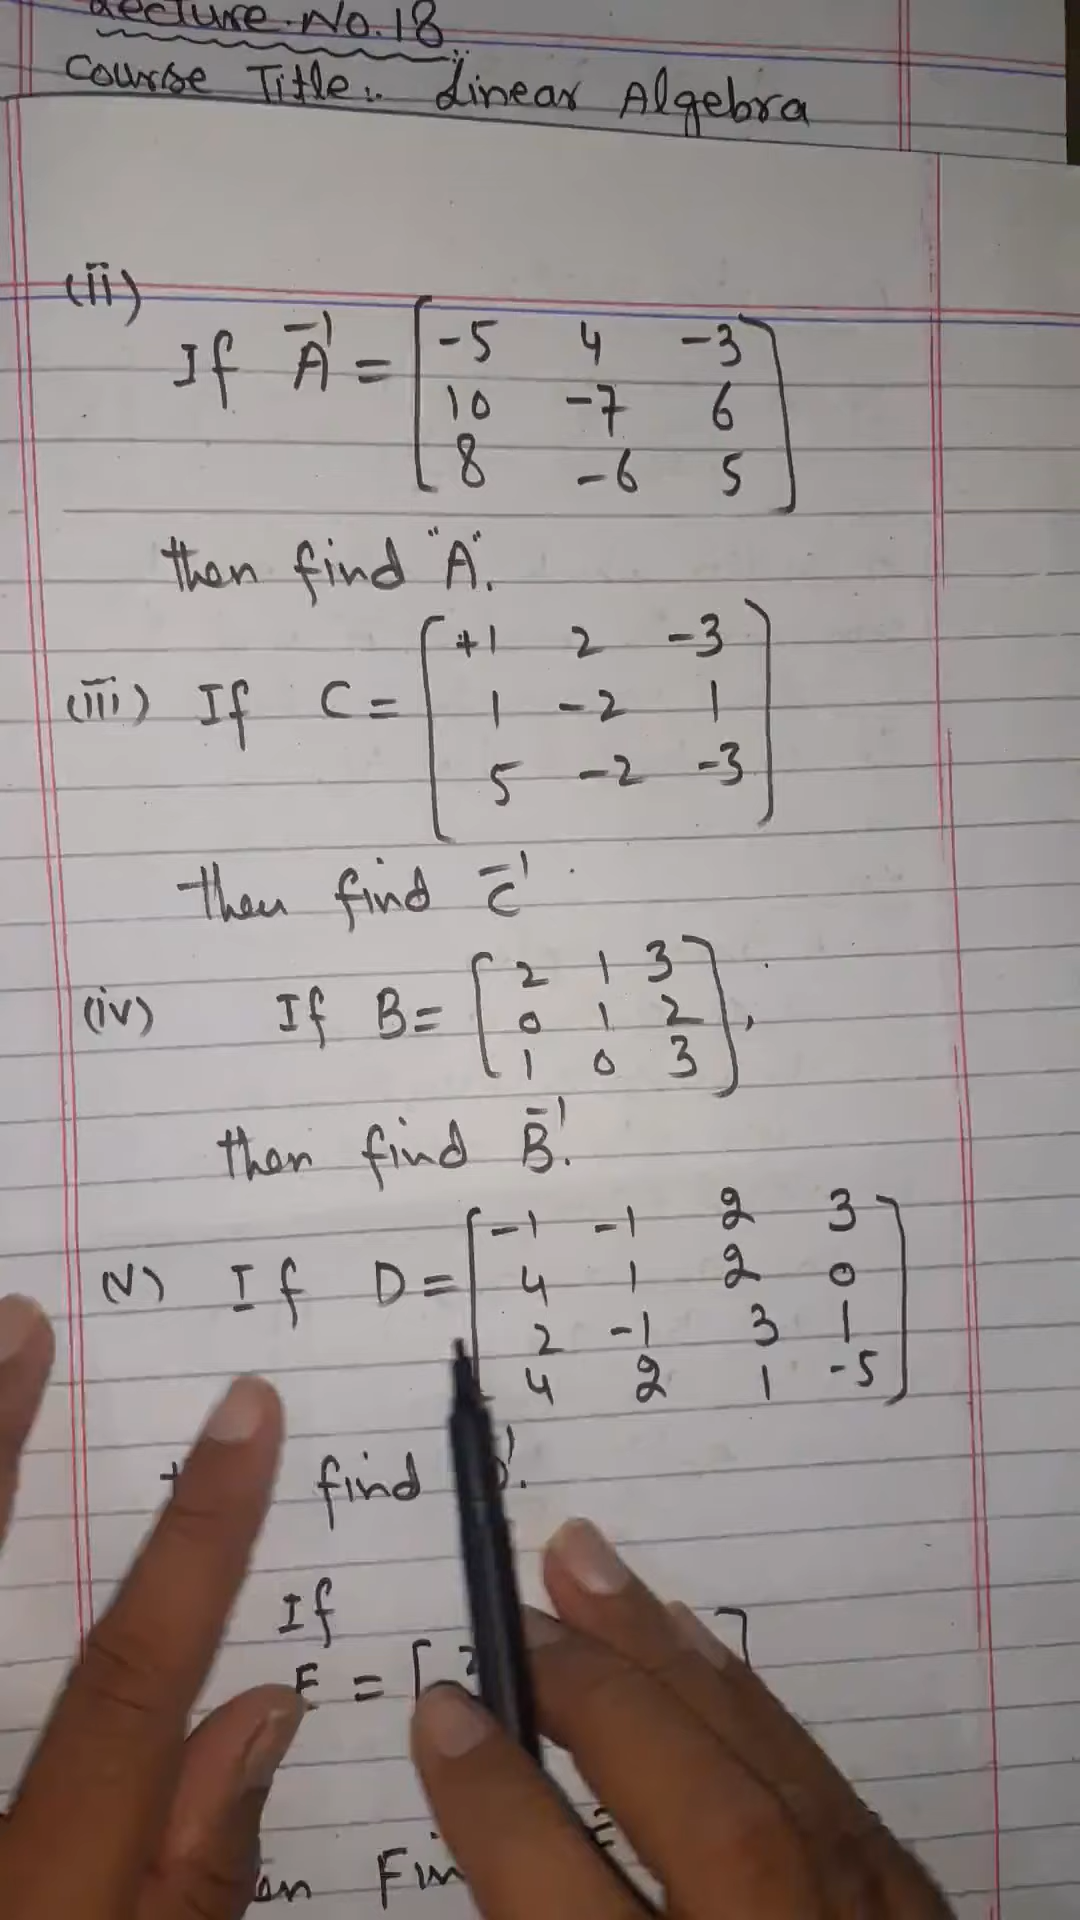 Lecture No.18
Course Title:. Linear Algebra
(ii)
If A⁻¹ = [-5 4 -3
10 -7 6
8 -6 5]
then find "A".
(iii) If C = [+1 2 -3
1 -2 1
5 -2 -3]
then find C⁻¹.
(iv) If B = [2 1 3
0 1 2
1 0 3],
then find B⁻¹.
(v) If D = [-1 -1 2 3
4 1 2 0
2 -1 3 1
4 2 1 -5]
find
If
E = [
Fin